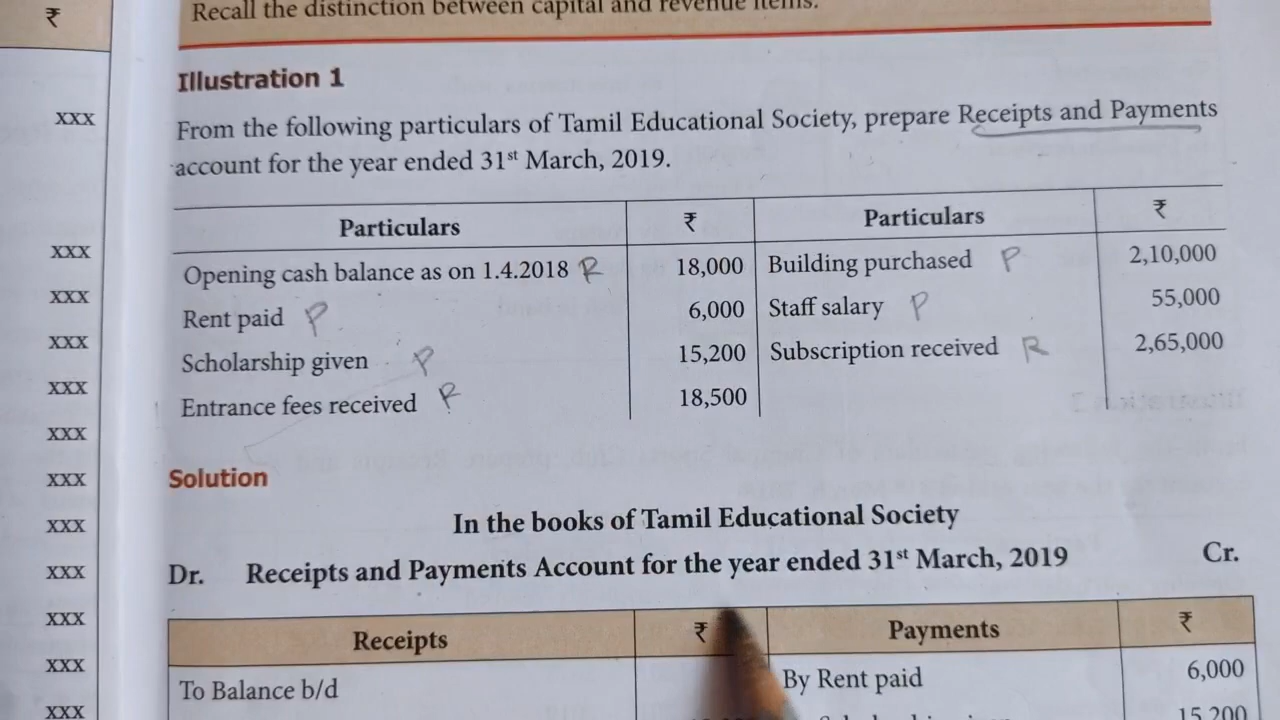 ₹
Recall the distinction between capital and revenue items.
Illustration 1
From the following particulars of Tamil Educational Society, prepare Receipts and Payments
account for the year ended 31st March, 2019.
Particulars ₹ Particulars ₹
Opening cash balance as on 1.4.2018 R 18,000 Building purchased P 2,10,000
Rent paid P 6,000 Staff salary P 55,000
Scholarship given P 15,200 Subscription received R 2,65,000
Entrance fees received R 18,500
Solution
In the books of Tamil Educational Society
Dr. Receipts and Payments Account for the year ended 31st March, 2019 Cr.
Receipts ₹ Payments ₹
To Balance b/d By Rent paid 6,000
15,200
XXX
XXX
XXX
XXX
XXX
XXX
XXX
XXX
XXX
XXX
XXX
XXX